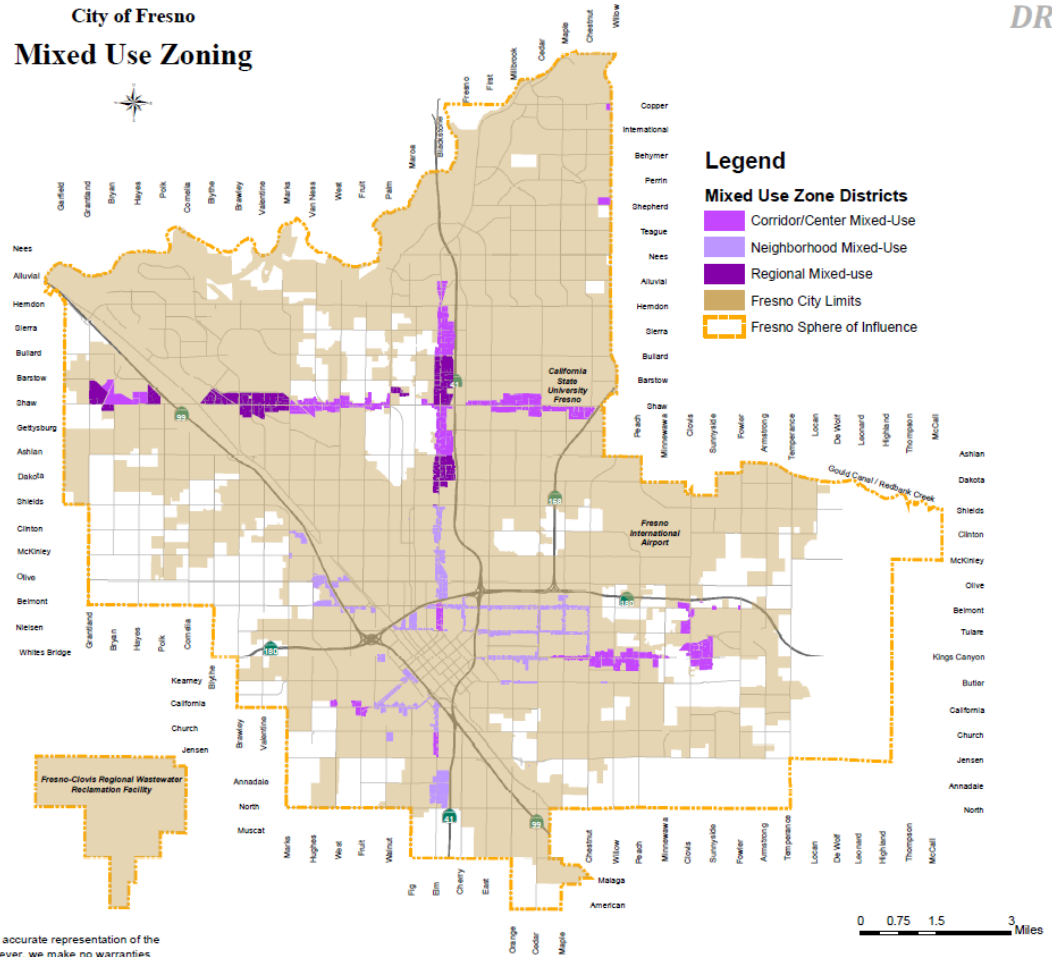 City of Fresno
Mixed Use Zoning
DR
Garfield
Grantland
Bryan
Hayes
Polk
Cornelia
Blythe
Brawley
Valentine
Marks
Van Ness
West
Fruit
Palm
Maroa
Blackstone
Fresno
First
Millbrook
Cedar
Maple
Chestnut
Willow
Copper
International
Behymer
Perrin
Shepherd
Teague
Nees
Alluvial
Herndon
Sierra
Bullard
Barstow
Shaw
Legend
Mixed Use Zone Districts
Corridor/Center Mixed-Use
Neighborhood Mixed-Use
Regional Mixed-use
Fresno City Limits
Fresno Sphere of Influence
Nees
Alluvial
Herndon
Sierra
Bullard
Barstow
Shaw
Gettysburg
Ashlan
Dakota
Shields
Clinton
McKinley
Olive
Belmont
Nielsen
Whites Bridge
Kearney
California
Church
Jensen
Annadale
North
Muscat
Grantland
Bryan
Hayes
Polk
Cornelia
Blythe
Brawley
Valentine
41
99
168
180
180
41
99
California
State
University
Fresno
Fresno
International
Airport
Peach
Minnewawa
Clovis
Sunnyside
Fowler
Armstrong
Temperance
Locan
De Wolf
Leonard
Highland
Thompson
McCall
Gould Canal / Redbank Creek
Ashlan
Dakota
Shields
Clinton
McKinley
Olive
Belmont
Tulare
Kings Canyon
Butler
California
Church
Jensen
Annadale
North
Fresno-Clovis Regional Wastewater
Reclamation Facility
Marks
Hughes
West
Fruit
Walnut
Fig
Elm
Cherry
East
Orange
Cedar
Maple
Chestnut
Willow
Peach
Minnewawa
Clovis
Sunnyside
Fowler
Armstrong
Temperance
Locan
De Wolf
Leonard
Highland
Thompson
McCall
Malaga
American
0 0.75 1.5 3
Miles
accurate representation of the
ever, we make no warranties